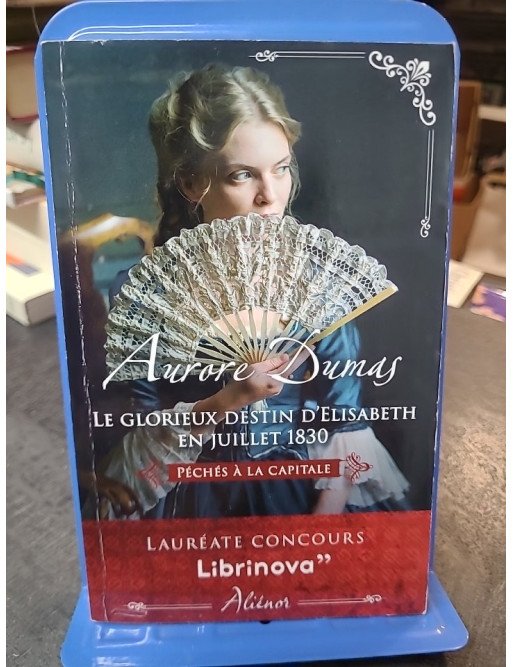 Aurore Dumas
LE GLORIEUX DESTIN D'ELISABETH
EN JUILLET 1830
PÉCHÉS À LA CAPITALE
LAURÉATE CONCOURS
Librinova”
Aliénor